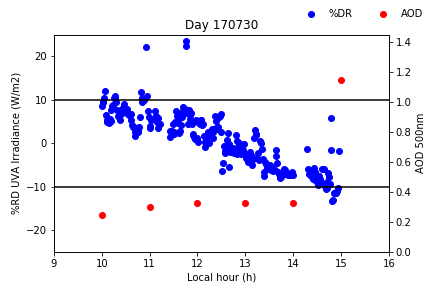 %DR AOD
Day 170730
20
10
0
−10
−20
%RD UVA Irradiance (W/m2)
1.4
1.2
1.0
0.8
0.6
0.4
0.2
0.0
AOD 500nm
9 10 11 12 13 14 15 16
Local hour (h)